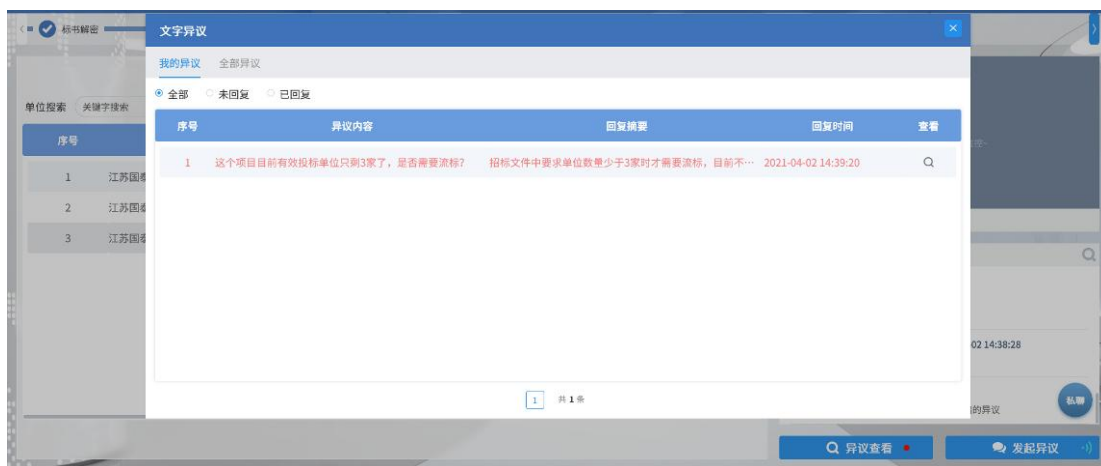 标书解密
文字异议
我的异议 全部异议
全部 未回复 已回复
单位搜索 关键字搜索
序号 异议内容 回复摘要 回复时间 查看
序号
1 这个项目目前有效投标单位只剩3家了，是否需要流标？ 招标文件中要求单位数量少于3家时才需要流标，目前不… 2021-04-02 14:39:20
1 江苏国泰
2 江苏国泰
3 江苏国泰
02 14:38:28
1 共 1 条
私聊
的异议
异议查看 发起异议